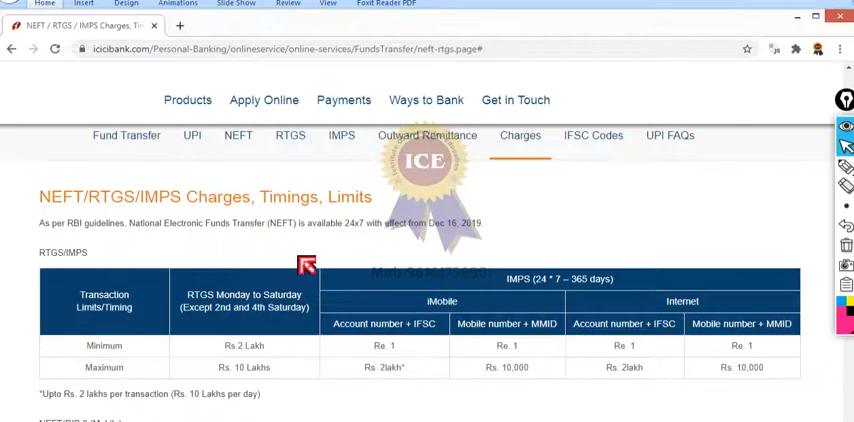 Home Insert Design Animations Slide Show Review View Foxit Reader PDF
NEFT / RTGS / IMPS Charges, Tim
icicibank.com/Personal-Banking/onlineservice/online-services/FundsTransfer/neft-rtgs.page#
Products Apply Online Payments Ways to Bank Get in Touch
Fund Transfer UPI NEFT RTGS IMPS Outward Remittance Charges IFSC Codes UPI FAQs
ICE
NEFT/RTGS/IMPS Charges, Timings, Limits
As per RBI guidelines, National Electronic Funds Transfer (NEFT) is available 24x7 with effect from Dec 16, 2019.
RTGS/IMPS
Transaction Limits/Timing
RTGS Monday to Saturday
(Except 2nd and 4th Saturday)
IMPS (24 * 7 – 365 days)
iMobile Internet
Account number + IFSC Mobile number + MMID Account number + IFSC Mobile number + MMID
Minimum Rs.2 Lakh Re. 1 Re. 1 Re. 1 Re. 1
Maximum Rs. 10 Lakhs Rs. 2lakh* Rs. 10,000 Rs. 2lakh Rs. 10,000
*Upto Rs. 2 lakhs per transaction (Rs. 10 Lakhs per day)